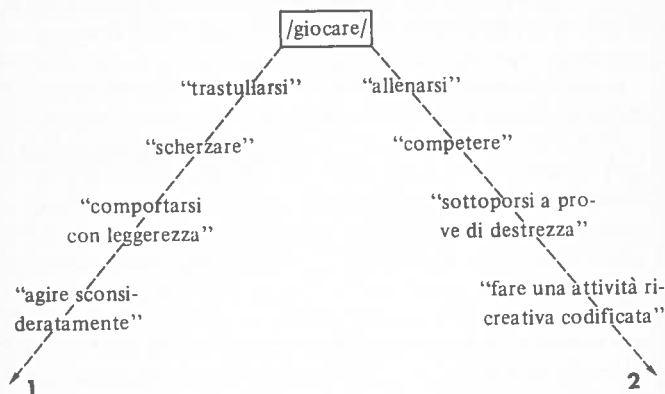 /giocare/
“trastullarsi” “allenarsi”
“scherzare” “competere”
“comportarsi
con leggerezza”
“sottoporsi a pro-
ve di destrezza”
“agire sconsi-
deratamente”
“fare una attività ri-
creativa codificata”
1 2